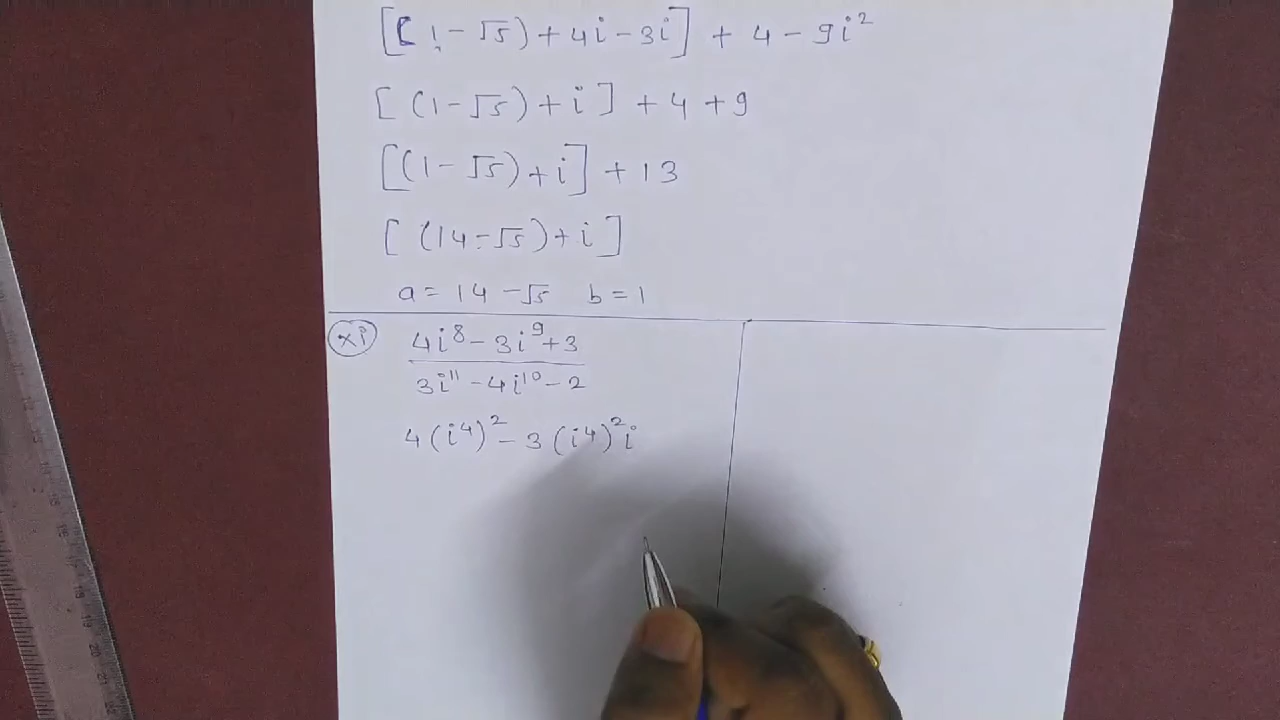 [(1-√5)+4i-3i]+4-9i²
[(1-√5)+i]+4+9
[(1-√5)+i]+13
[(14-√5)+i]
a=14-√5 b=1
xi 4i⁸-3i⁹+3
3i¹¹-4i¹⁰-2
4(i⁴)²-3(i⁴)²i